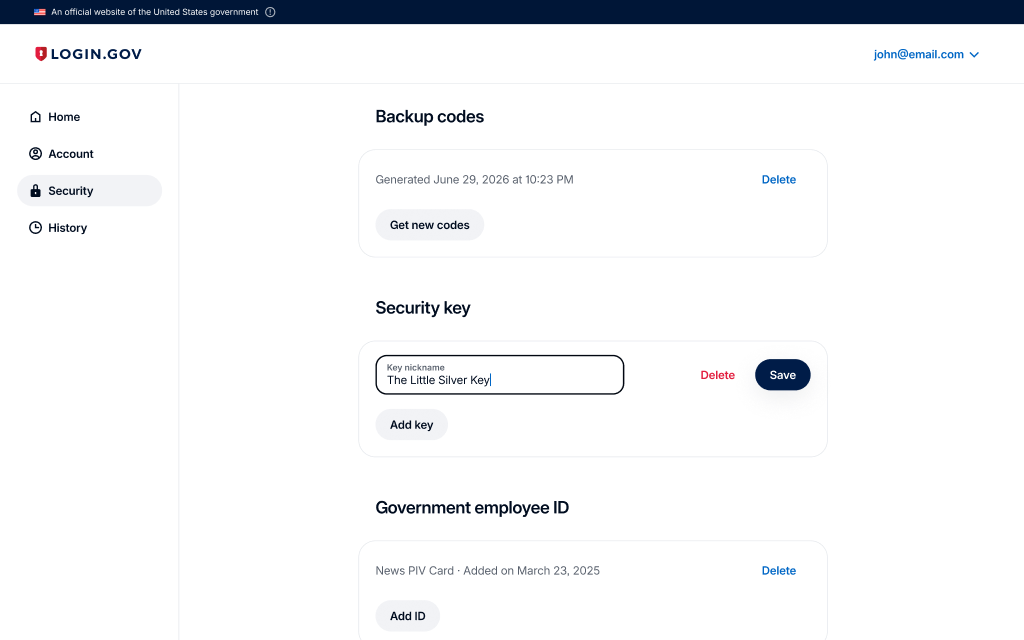 An official website of the United States government
LOGIN.GOV
john@email.com
Home
Account
Security
History
Backup codes
Generated June 29, 2026 at 10:23 PM
Delete
Get new codes
Security key
Key nickname
The Little Silver Key
Delete
Save
Add key
Government employee ID
News PIV Card · Added on March 23, 2025
Delete
Add ID